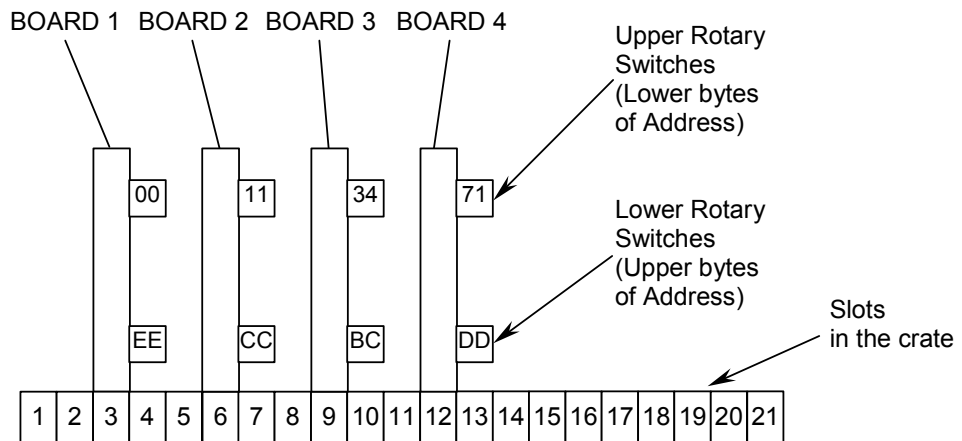 BOARD 1 BOARD 2 BOARD 3 BOARD 4
Upper Rotary
Switches
(Lower bytes
of Address)
00 11 34 71
Lower Rotary
Switches
(Upper bytes
of Address)
EE CC BC DD
Slots
in the crate
1 2 3 4 5 6 7 8 9 10 11 12 13 14 15 16 17 18 19 20 21